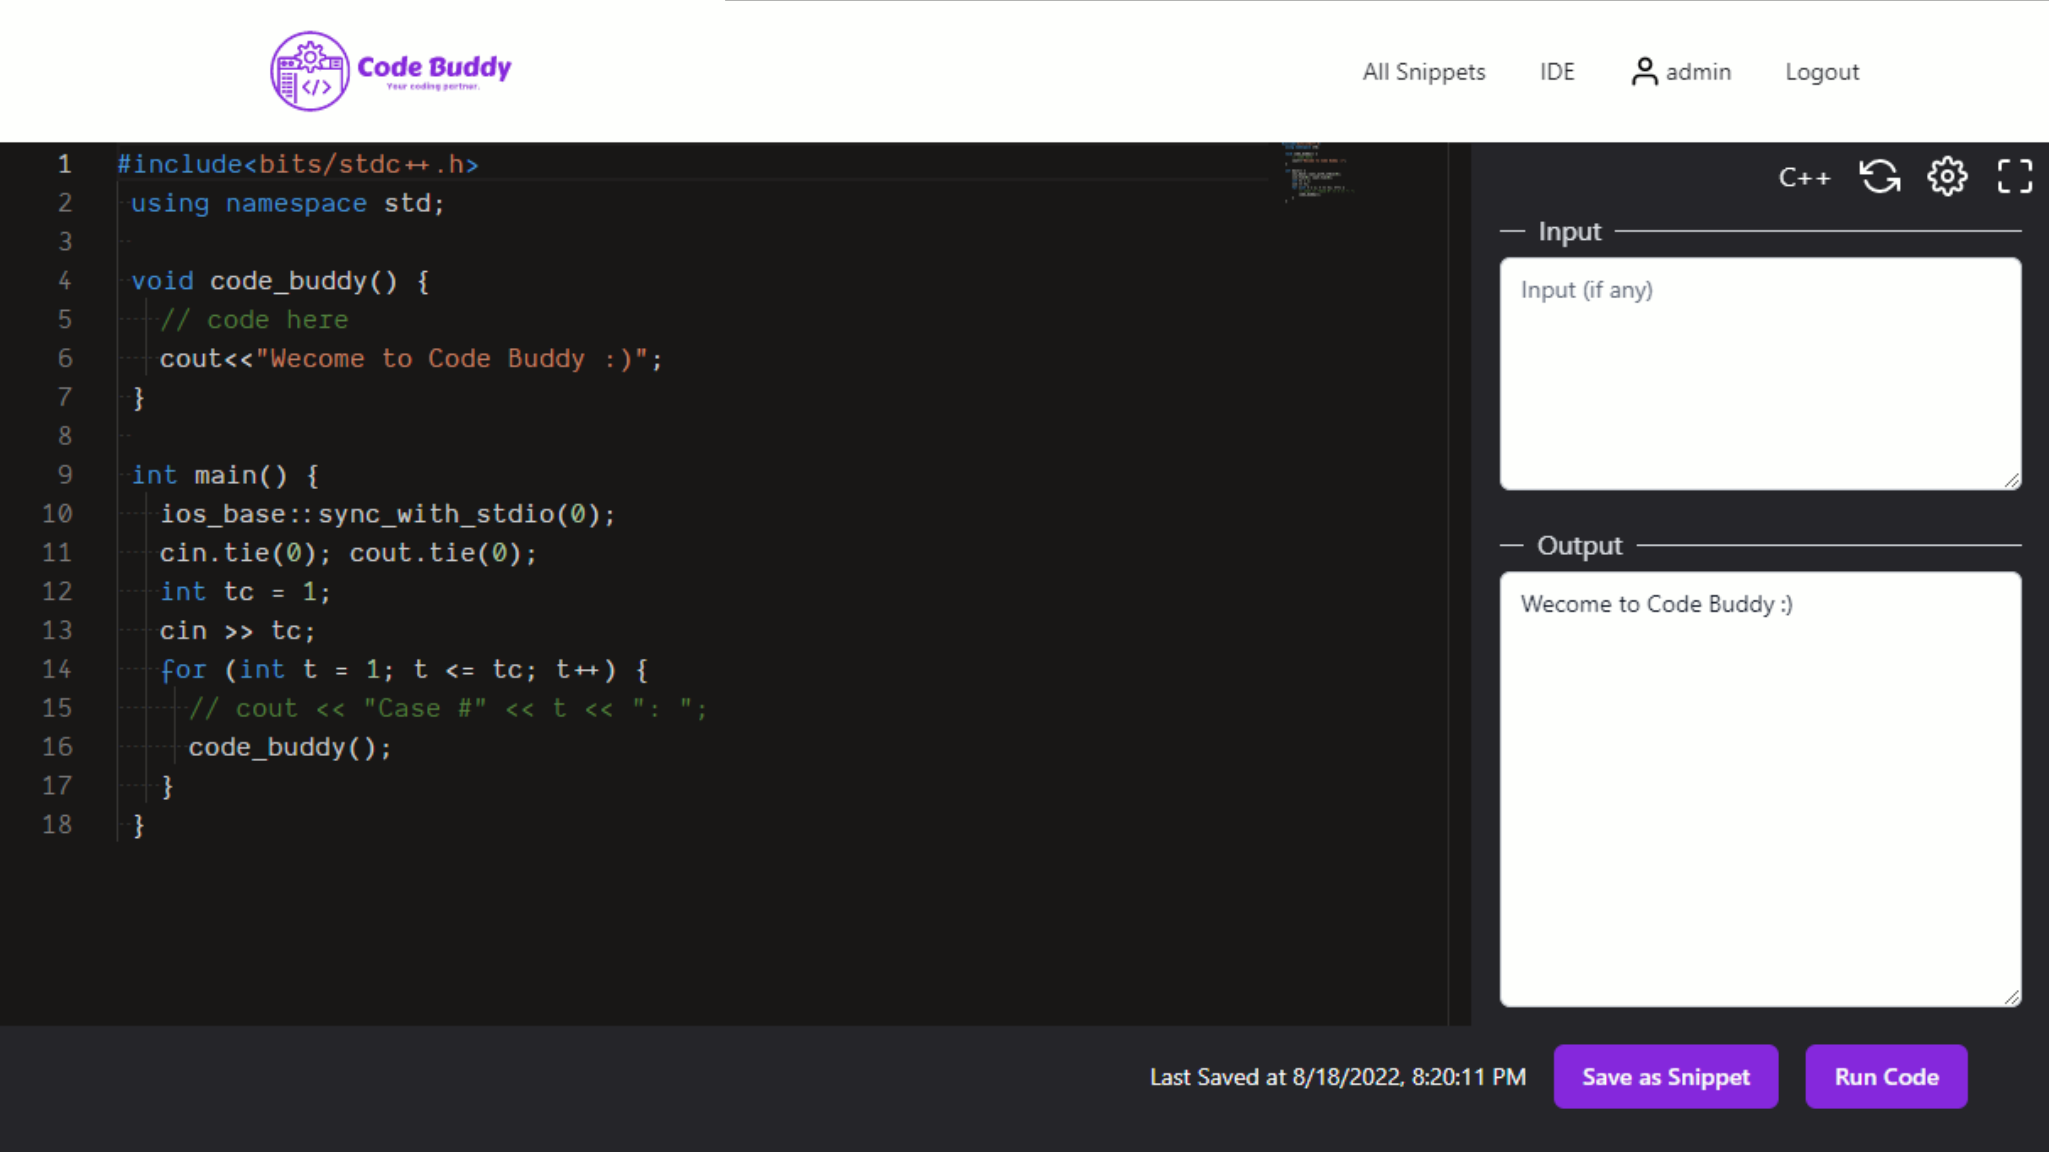 Code Buddy
Your coding partner.
All Snippets IDE admin Logout
1 #include<bits/stdc++.h>
2 using namespace std;
3
4 void code_buddy() {
5 // code here
6 cout<<"Wecome to Code Buddy :)";
7 }
8
9 int main() {
10 ios_base::sync_with_stdio(0);
11 cin.tie(0); cout.tie(0);
12 int tc = 1;
13 cin >> tc;
14 for (int t = 1; t <= tc; t++) {
15 // cout << "Case #" << t << ": ";
16 code_buddy();
17 }
18 }
C++
Input
Input (if any)
Output
Wecome to Code Buddy :)
Last Saved at 8/18/2022, 8:20:11 PM
Save as Snippet
Run Code